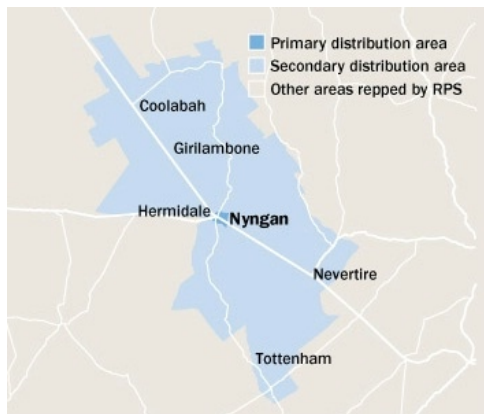 Primary distribution area
Secondary distribution area
Other areas repped by RPS
Coolabah
Girilambone
Hermidale
Nyngan
Nevertire
Tottenham